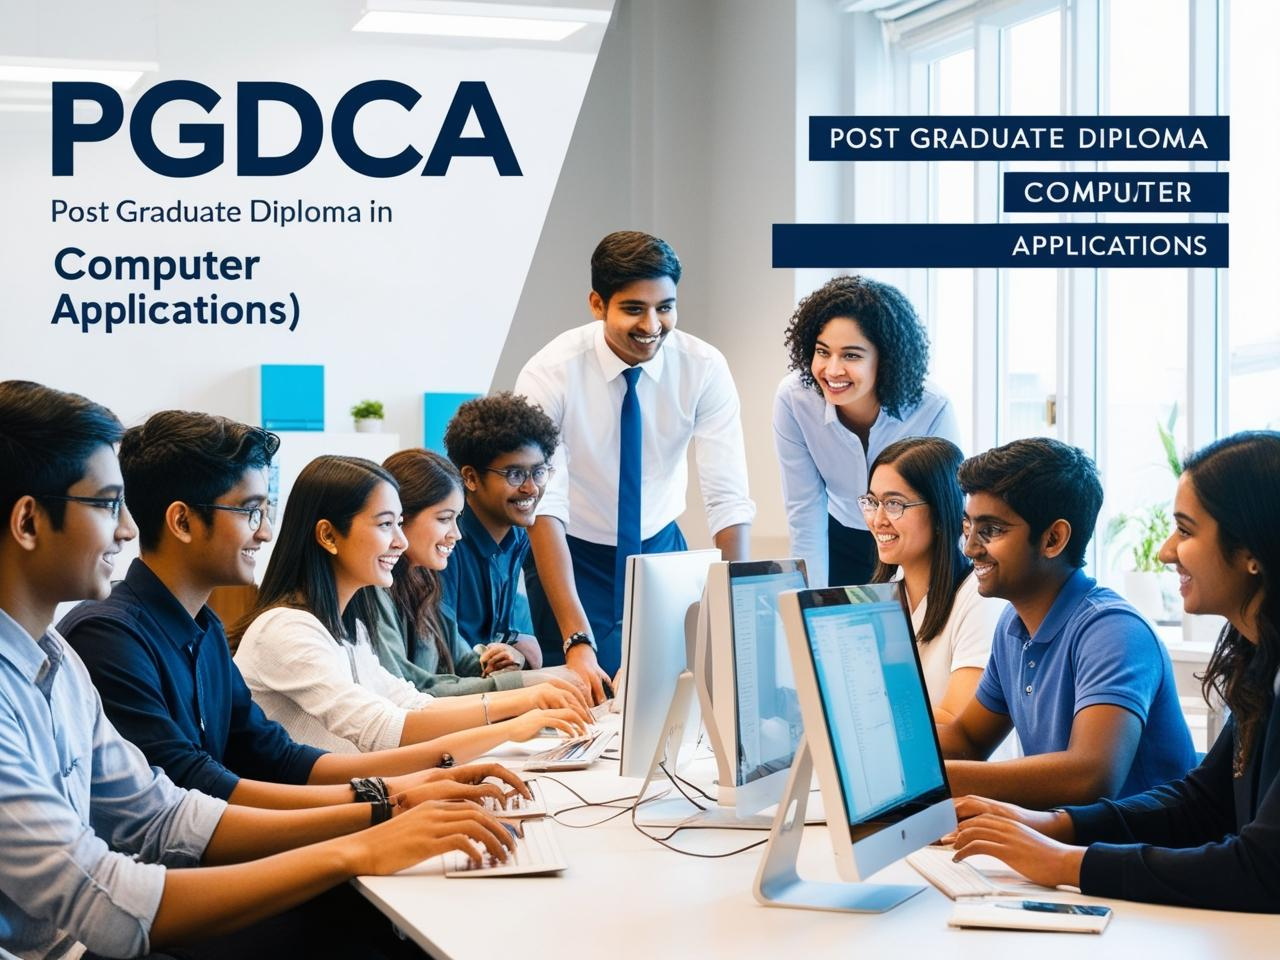 PGDCA
Post Graduate Diploma in
Computer
Applications)
POST GRADUATE DIPLOMA
COMPUTER
APPLICATIONS